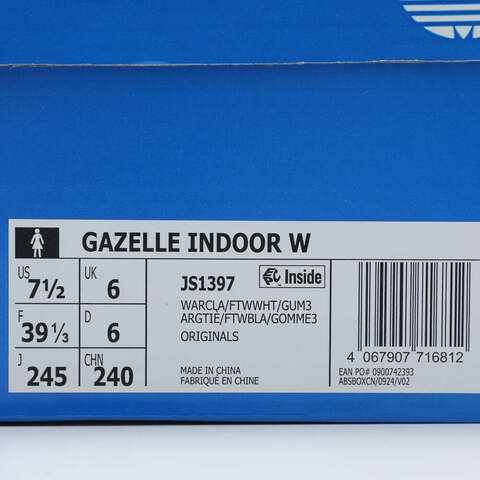 GAZELLE INDOOR W
US 7½ UK 6
F 39⅓ D 6
J 245 CHN 240
JS1397 Inside
WARCLA/FTWWHT/GUM3
ARGTIÉ/FTWBLA/GOMME3
ORIGINALS
MADE IN CHINA
FABRIQUÉ EN CHINE
4 067907 716812
EAN PO# 0900742393
ABSBOXCN/0924/V02